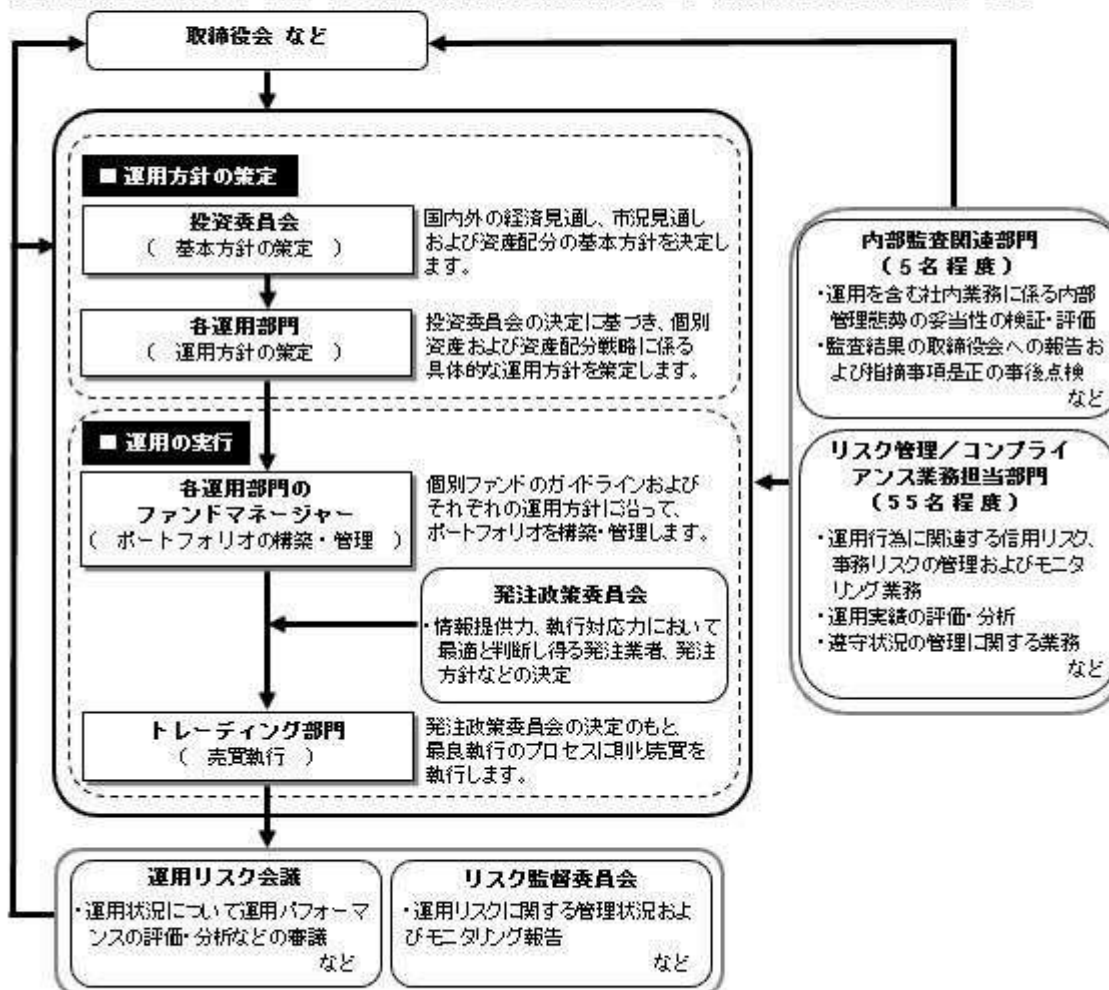 取締役会 など
■ 運用方針の策定
投資委員会
( 基本方針の策定 )
国内外の経済見通し、市況見通し
および資産配分の基本方針を決定し
ます。
各運用部門
( 運用方針の策定 )
投資委員会の決定に基づき、個別
資産および資産配分戦略に係る
具体的な運用方針を策定します。
■ 運用の実行
各運用部門の
ファンドマネージャー
( ポートフォリオの構築・管理 )
個別ファンドのガイドラインおよび
それぞれの運用方針に沿って、
ポートフォリオを構築・管理します。
発注政策委員会
・情報提供力、執行対応力において
最適と判断し得る発注業者、発注
方針などの決定
トレーディング部門
( 売買執行 )
発注政策委員会の決定のもと
最良執行のプロセスに則り売買を
執行します。
内部監査関連部門
(5名程度)
・運用を含む社内業務に係る内部
管理態勢の妥当性の検証・評価
・監査結果の取締役会への報告お
よび指摘事項是正の事後点検
など
リスク管理/コンプライ
アンス業務担当部門
(55名程度)
・運用行為に関連する信用リスク、
事務リスクの管理およびモニタ
リング業務
・運用実績の評価・分析
・遵守状況の管理に関する業務
など
運用リスク会議
・運用状況について運用パフォーマ
ンスの評価・分析などの審議
など
リスク監督委員会
・運用リスクに関する管理状況およ
びモニタリング報告
など